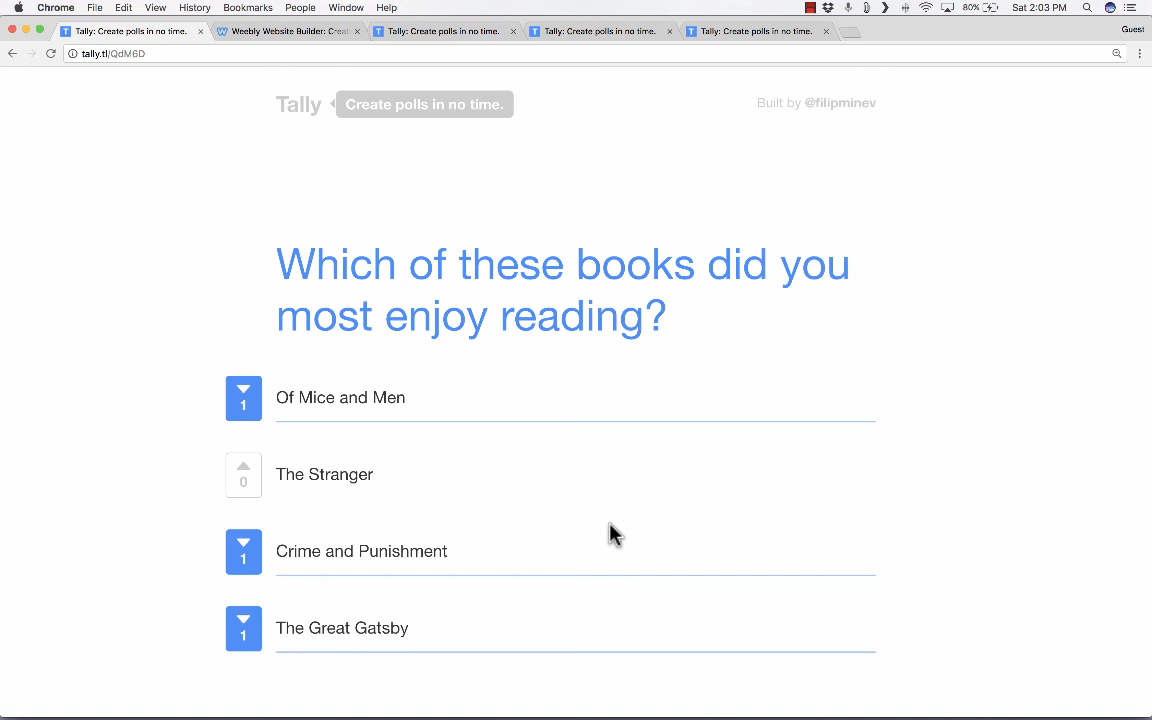 Chrome File Edit View History Bookmarks People Window Help 80% Sat 2:03 PM
Tally: Create polls in no time. Weebly Website Builder: Creat Tally: Create polls in no time. Tally: Create polls in no time. Tally: Create polls in no time. Guest
tally.tl/QdM6D
Tally Create polls in no time. Built by @filipminev
Which of these books did you
most enjoy reading?
1 Of Mice and Men
0 The Stranger
1 Crime and Punishment
1 The Great Gatsby